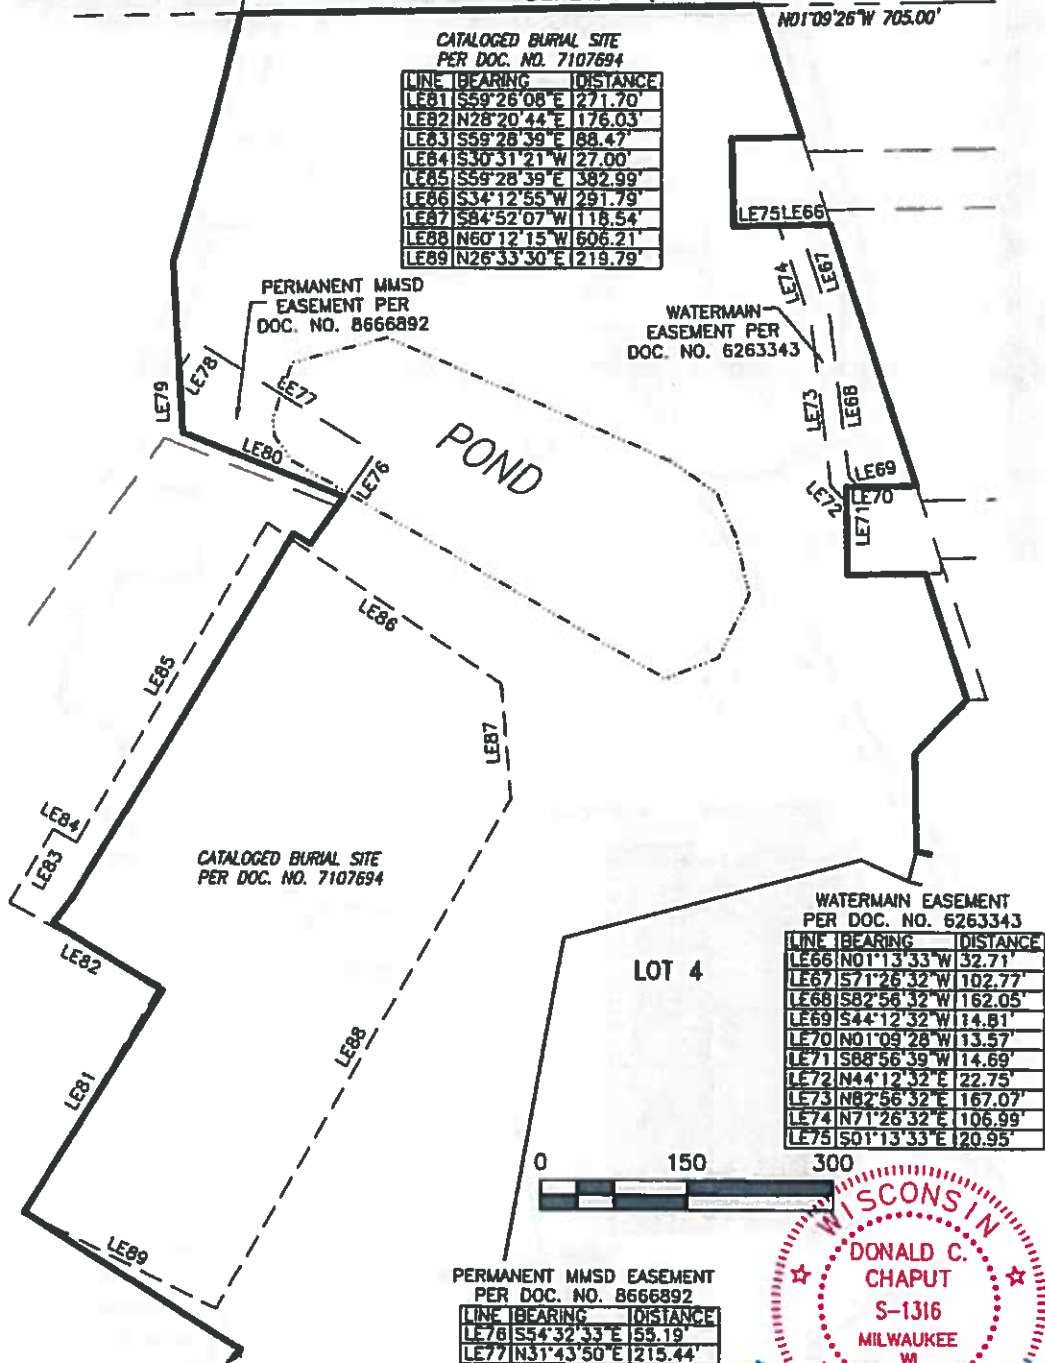 N01°09'26"W 705.00'
CATALOGED BURIAL SITE
PER DOC. NO. 7107694
LINE BEARING DISTANCE
LE81 S59°26'08"E 271.70'
LE82 N28°20'44"E 176.03'
LE83 S59°28'39"E 88.47'
LE84 S30°31'21"W 27.00'
LE85 S59°28'39"E 382.99'
LE86 S34°12'55"W 291.79'
LE87 S84°52'07"W 118.54'
LE88 N60°12'15"W 606.21'
LE89 N26°33'30"E 219.79'
LE75 LE66
LE74
LE67
PERMANENT MMSD
EASEMENT PER
DOC. NO. 8666892
WATERMAIN
EASEMENT PER
DOC. NO. 6263343
LE79
LE78
LE77
LE73
LE68
LE80
POND
LE76
LE69
LE70
LE72
LE71
LE86
LE85
LE87
LE84
LE83
CATALOGED BURIAL SITE
PER DOC. NO. 7107694
LE82
LE81
LE88
LE89
LOT 4
WATERMAIN EASEMENT
PER DOC. NO. 6263343
LINE BEARING DISTANCE
LE66 N01°13'33"W 32.71'
LE67 S71°26'32"W 102.77'
LE68 S82°56'32"W 162.05'
LE69 S44°12'32"W 14.81'
LE70 N01°09'28"W 13.57'
LE71 S88°56'39"W 14.69'
LE72 N44°12'32"E 22.75'
LE73 N82°56'32"E 167.07'
LE74 N71°26'32"E 106.99'
LE75 S01°13'33"E 20.95'
0 150 300
PERMANENT MMSD EASEMENT
PER DOC. NO. 8666892
LINE BEARING DISTANCE
LE76 S54°32'33"E 55.19'
LE77 N31°43'50"E 215.44'
WISCONSIN
DONALD C.
CHAPUT
S-1316
MILWAUKEE
WI